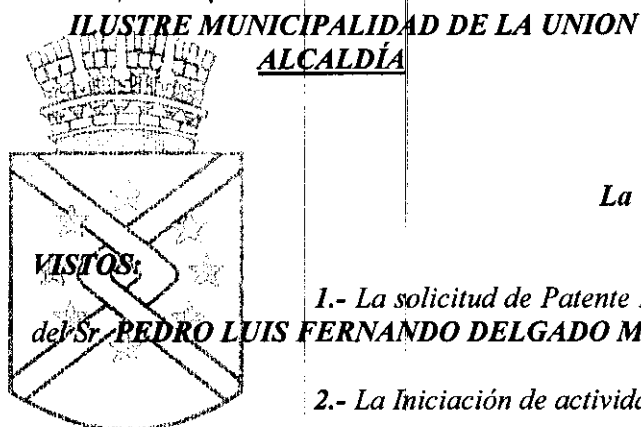 ILUSTRE MUNICIPALIDAD DE LA UNION
ALCALDÍA
La
VISTOS:
1.- La solicitud de Patente
del Sr. PEDRO LUIS FERNANDO DELGADO M
2.- La Iniciación de activida